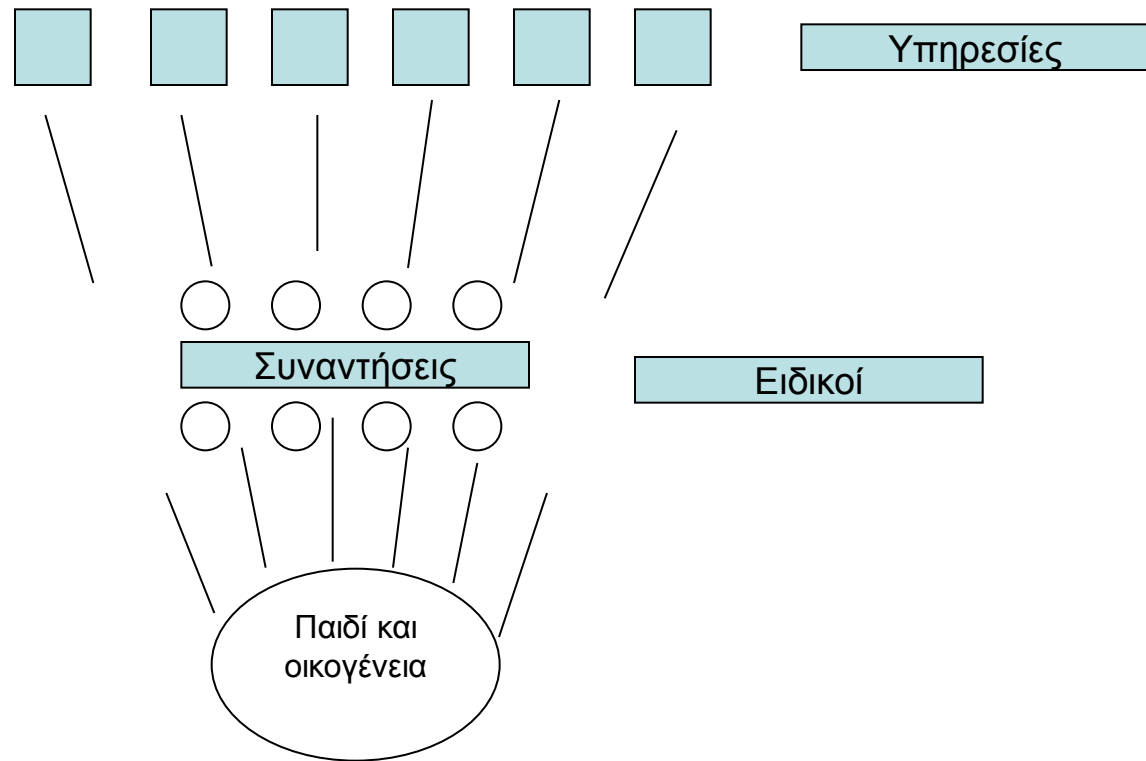 Υπηρεσίες
Συναντήσεις
Ειδικοί
Παιδί και
οικογένεια